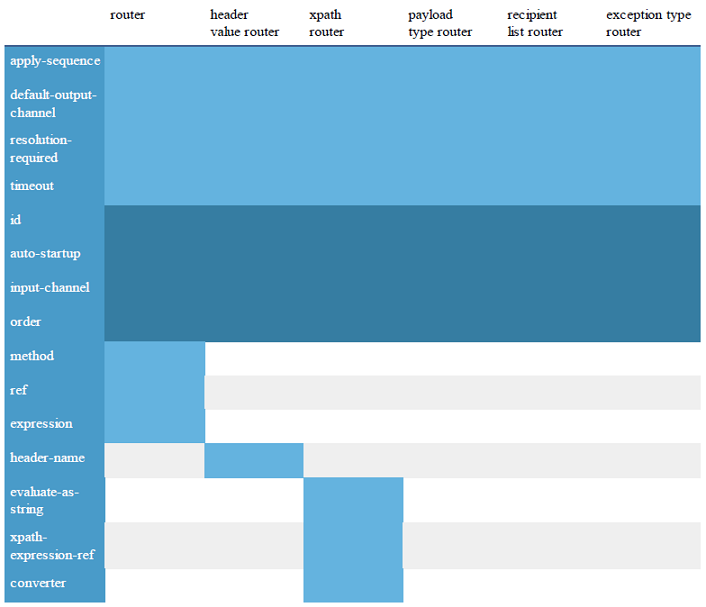 router
header
value router
xpath
router
payload
type router
recipient
list router
exception type
router
apply-sequence
default-output-
channel
resolution-
required
timeout
id
auto-startup
input-channel
order
method
ref
expression
header-name
evaluate-as-
string
xpath-
expression-ref
converter